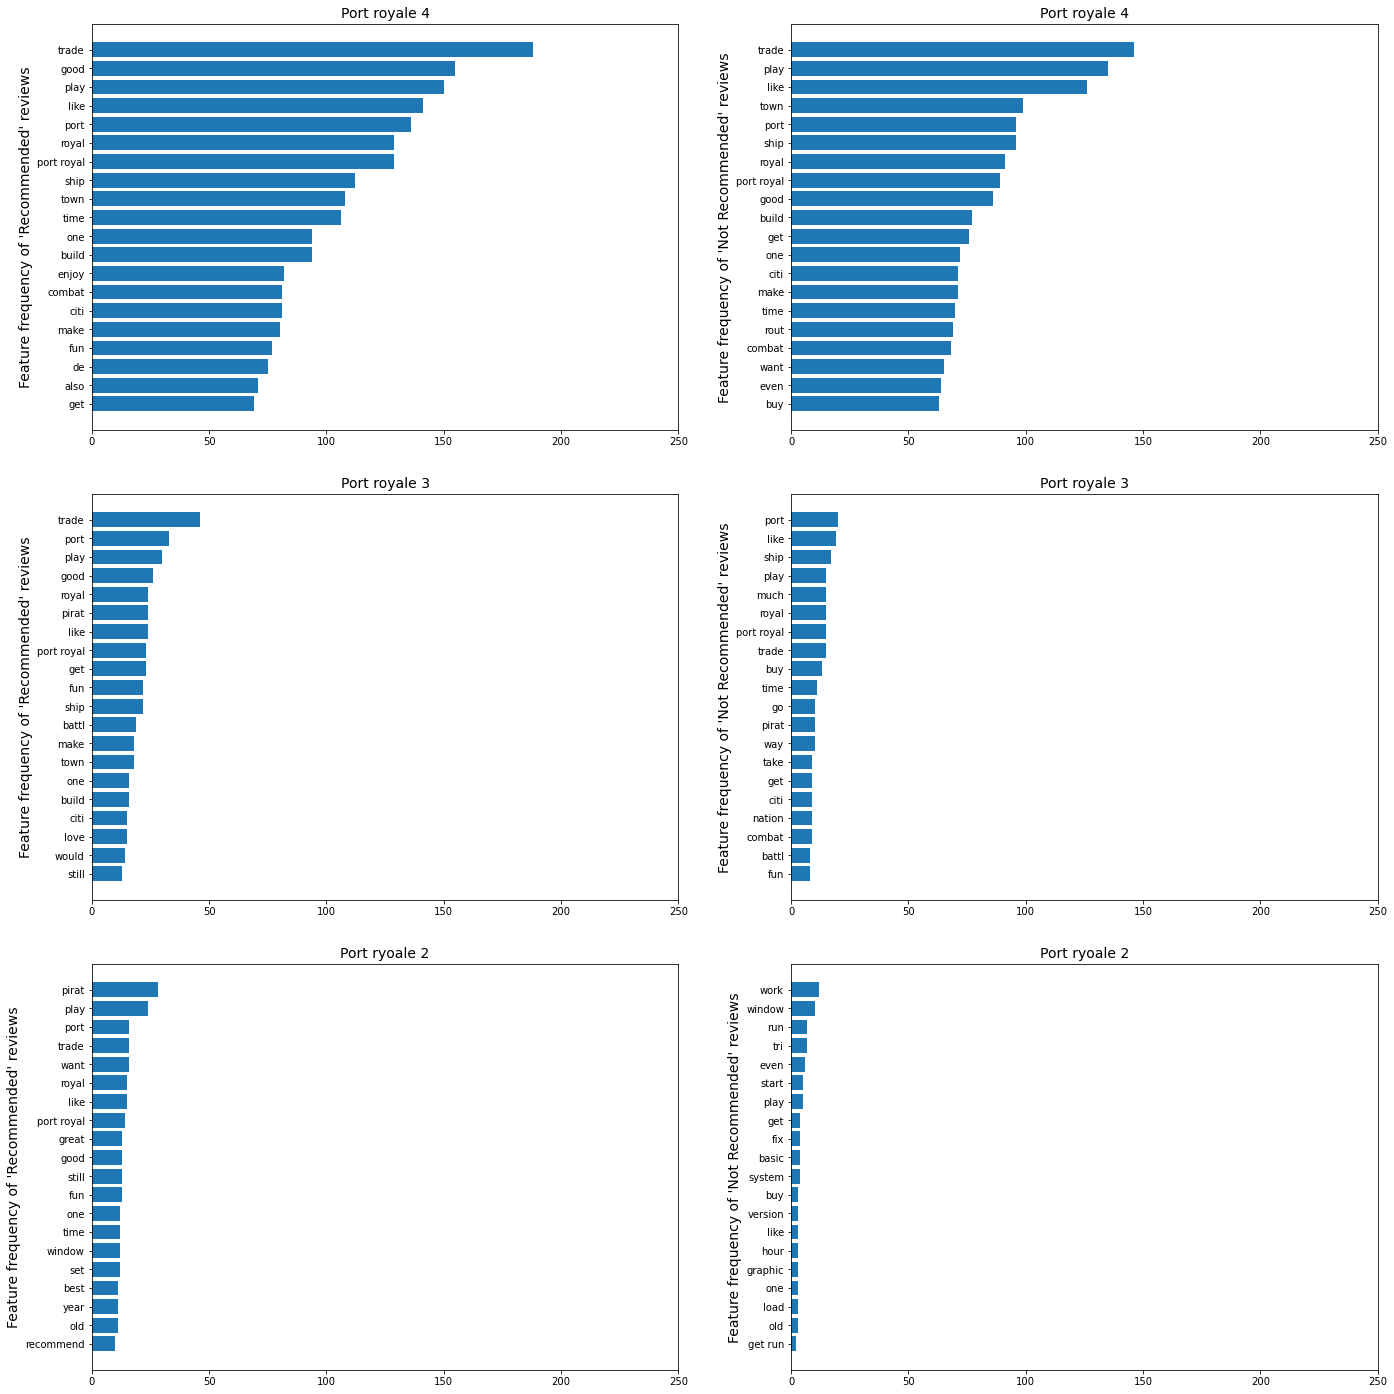 Port royale 4
Feature frequency of 'Recommended' reviews
trade
good
play
like
port
royal
port royal
ship
town
time
one
build
enjoy
combat
citi
make
fun
de
also
get
0 50 100 150 200 250
Port royale 4
Feature frequency of 'Not Recommended' reviews
trade
play
like
town
port
ship
royal
port royal
good
build
get
one
citi
make
time
rout
combat
want
even
buy
0 50 100 150 200 250
Port royale 3
Feature frequency of 'Recommended' reviews
trade
port
play
good
royal
pirat
like
port royal
get
fun
ship
battl
make
town
one
build
citi
love
would
still
0 50 100 150 200 250
Port royale 3
Feature frequency of 'Not Recommended' reviews
port
like
ship
play
much
royal
port royal
trade
buy
time
go
pirat
way
take
get
citi
nation
combat
battl
fun
0 50 100 150 200 250
Port ryoale 2
Feature frequency of 'Recommended' reviews
pirat
play
port
trade
want
royal
like
port royal
great
good
still
fun
one
time
window
set
best
year
old
recommend
0 50 100 150 200 250
Port ryoale 2
Feature frequency of 'Not Recommended' reviews
work
window
run
tri
even
start
play
get
fix
basic
system
buy
version
like
hour
graphic
one
load
old
get run
0 50 100 150 200 250